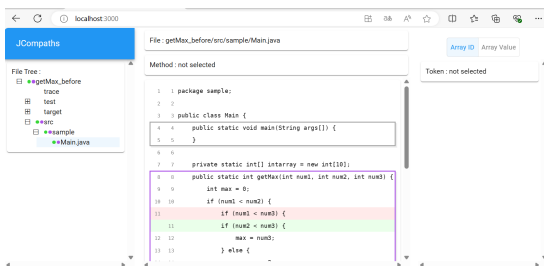 localhost:3000
JCompaths
File Tree :
getMax_before
trace
test
target
src
sample
Main.java
File : getMax_before/src/sample/Main.java
Method : not selected
1 1 package sample;
2 2
3 3 public class Main {
4 4 public static void main(String args[]) {
5 5 }
6 6
7 7 private static int[] intarray = new int[10];
8 8 public static int getMax(int num1, int num2, int num3) {
9 9 int max = 0;
10 10 if (num1 < num2) {
11 if (num1 < num3) {
11 if (num2 < num3) {
12 12 max = num3;
13 13 } else {
Array ID Array Value
Token : not selected